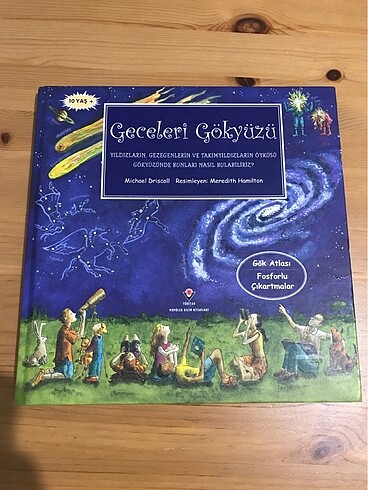 10 YAŞ +
Geceleri Gökyüzü
YILDIZLARIN, GEZEGENLERİN VE TAKIMYILDIZLARIN ÖYKÜSÜ
GÖKYÜZÜNDE BUNLARI NASIL BULABİLİRİZ?
Michael Driscoll Resimleyen: Meredith Hamilton
Gök Atlası
Fosforlu
Çıkartmalar
TÜBİTAK
POPÜLER BİLİM KİTAPLARI